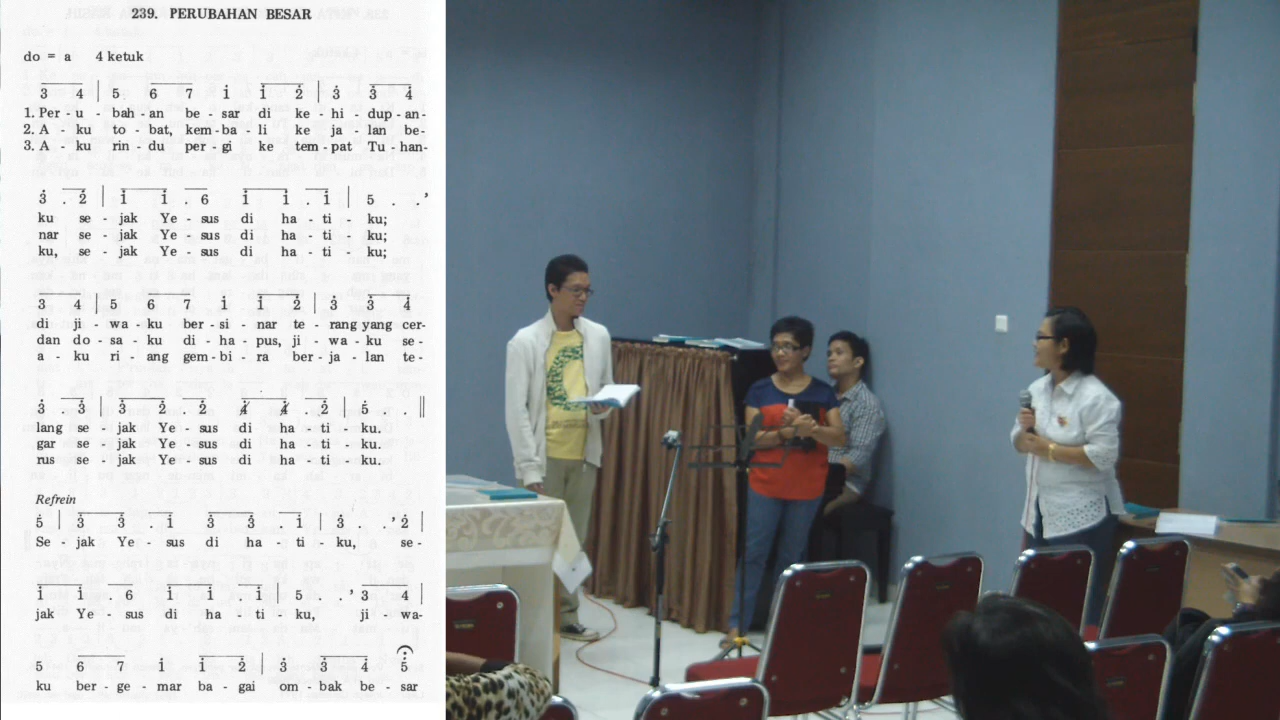 239. PERUBAHAN BESAR
do = a 4 ketuk
3 4 | 5 6 7 i i 2 | 3 3 4
1. Per - u - bah - an be - sar di ke - hi - dup - an-
2. A - ku to - bat, kem - ba - li ke ja - lan be-
3. A - ku rin - du per - gi ke tem - pat Tu - han-
3 . 2 | i i . 6 i i . i | 5 . .'
ku se - jak Ye - sus di ha - ti - ku;
nar se - jak Ye - sus di ha - ti - ku;
ku, se - jak Ye - sus di ha - ti - ku;
3 4 | 5 6 7 i i 2 | 3 3 4
di ji - wa - ku ber - si - nar te - rang yang cer-
dan do - sa - ku di - ha - pus, ji - wa - ku se -
a - ku ri - ang gem - bi - ra ber - ja - lan te -
3 . 3 | 3 2 . 2 4 4 . 2 | i . ||
lang se - jak Ye - sus di ha - ti - ku.
gar se - jak Ye - sus di ha - ti - ku.
rus se - jak Ye - sus di ha - ti - ku.
Refrein
5 | 3 3 . i 3 3 . i | 3 . .' 2 |
Se - jak Ye - sus di ha - ti - ku, se -
i i . 6 i i . i | 5 . .' 3 4 |
jak Ye - sus di ha - ti - ku, ji - wa-
5 6 7 i i 2 | 3 3 4 5
ku ber - ge - mar ba - gai om - bak be - sar